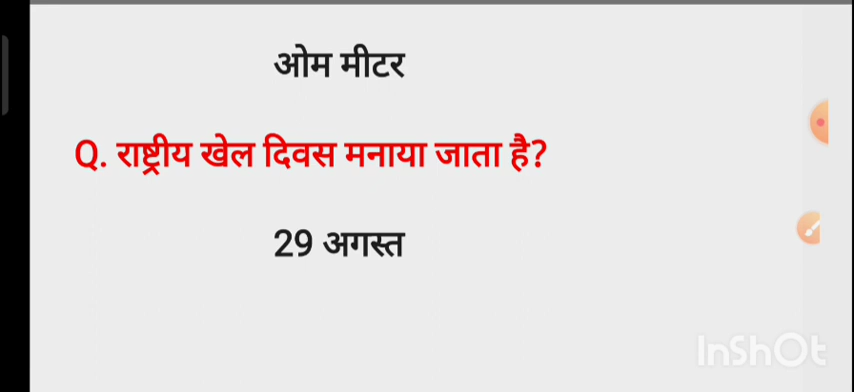 ओम मीटर
Q. राष्ट्रीय खेल दिवस मनाया जाता है?
29 अगस्त
InShOt